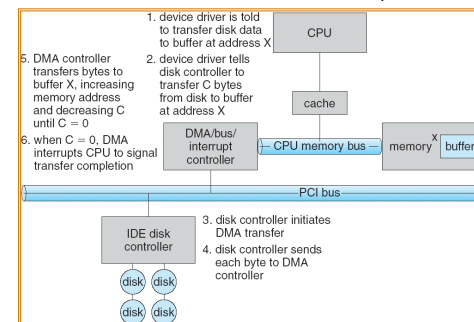 1. device driver is told
to transfer disk data
to buffer at address X
2. device driver tells
disk controller to
transfer C bytes
from disk to buffer
at address X
5. DMA controller
transfers bytes to
buffer X, increasing
memory address
and decreasing C
until C = 0
6. when C = 0, DMA
interrupts CPU to signal
transfer completion
CPU
cache
DMA/bus/
interrupt
controller
CPU memory bus
memory
X
buffer
PCI bus
IDE disk
controller
3. disk controller initiates
DMA transfer
4. disk controller sends
each byte to DMA
controller
disk disk
disk disk